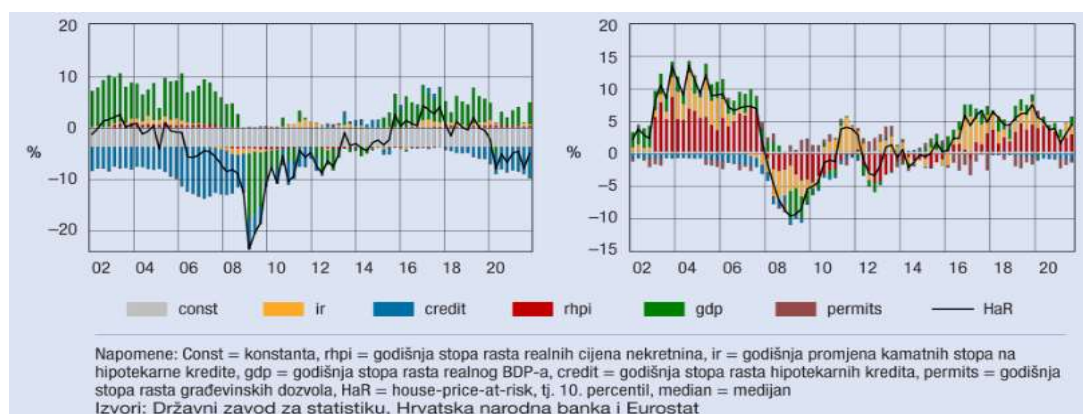 20
10
0
%
−10
−20
02 04 06 08 10 12 14 16 18 20
20
15
10
5
%
0
−5
−10
−15
02 04 06 08 10 12 14 16 18 20
const ir credit rhpi gdp permits HaR
Napomene: Const = konstanta, rhpi = godišnja stopa rasta realnih cijena nekretnina, ir = godišnja promjena kamatnih stopa na
hipotekarne kredite, gdp = godišnja stopa rasta realnog BDP-a, credit = godišnja stopa rasta hipotekarnih kredita, permits = godišnja
stopa rasta građevinskih dozvola, HaR = house-price-at-risk, tj. 10. percentil, median = medijan
Izvori: Državni zavod za statistiku, Hrvatska narodna banka i Eurostat